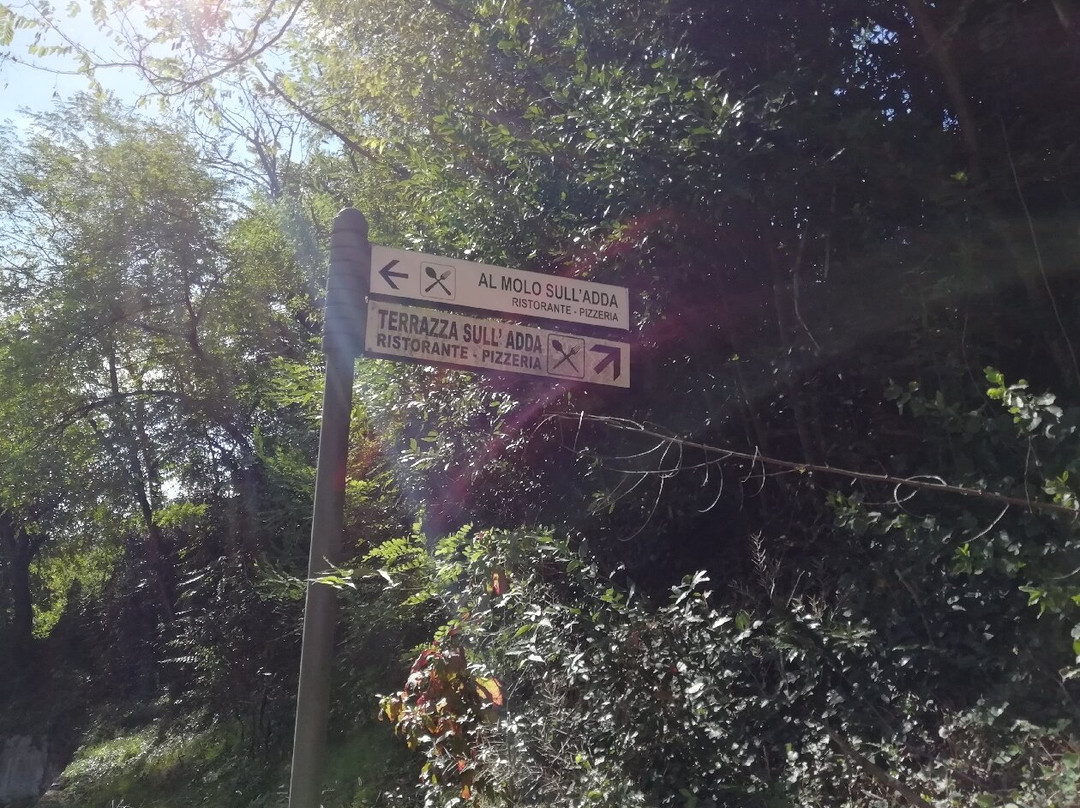 AL MOLO SULL'ADDA
RISTORANTE - PIZZERIA
TERRAZZA SULL' ADDA
RISTORANTE - PIZZERIA